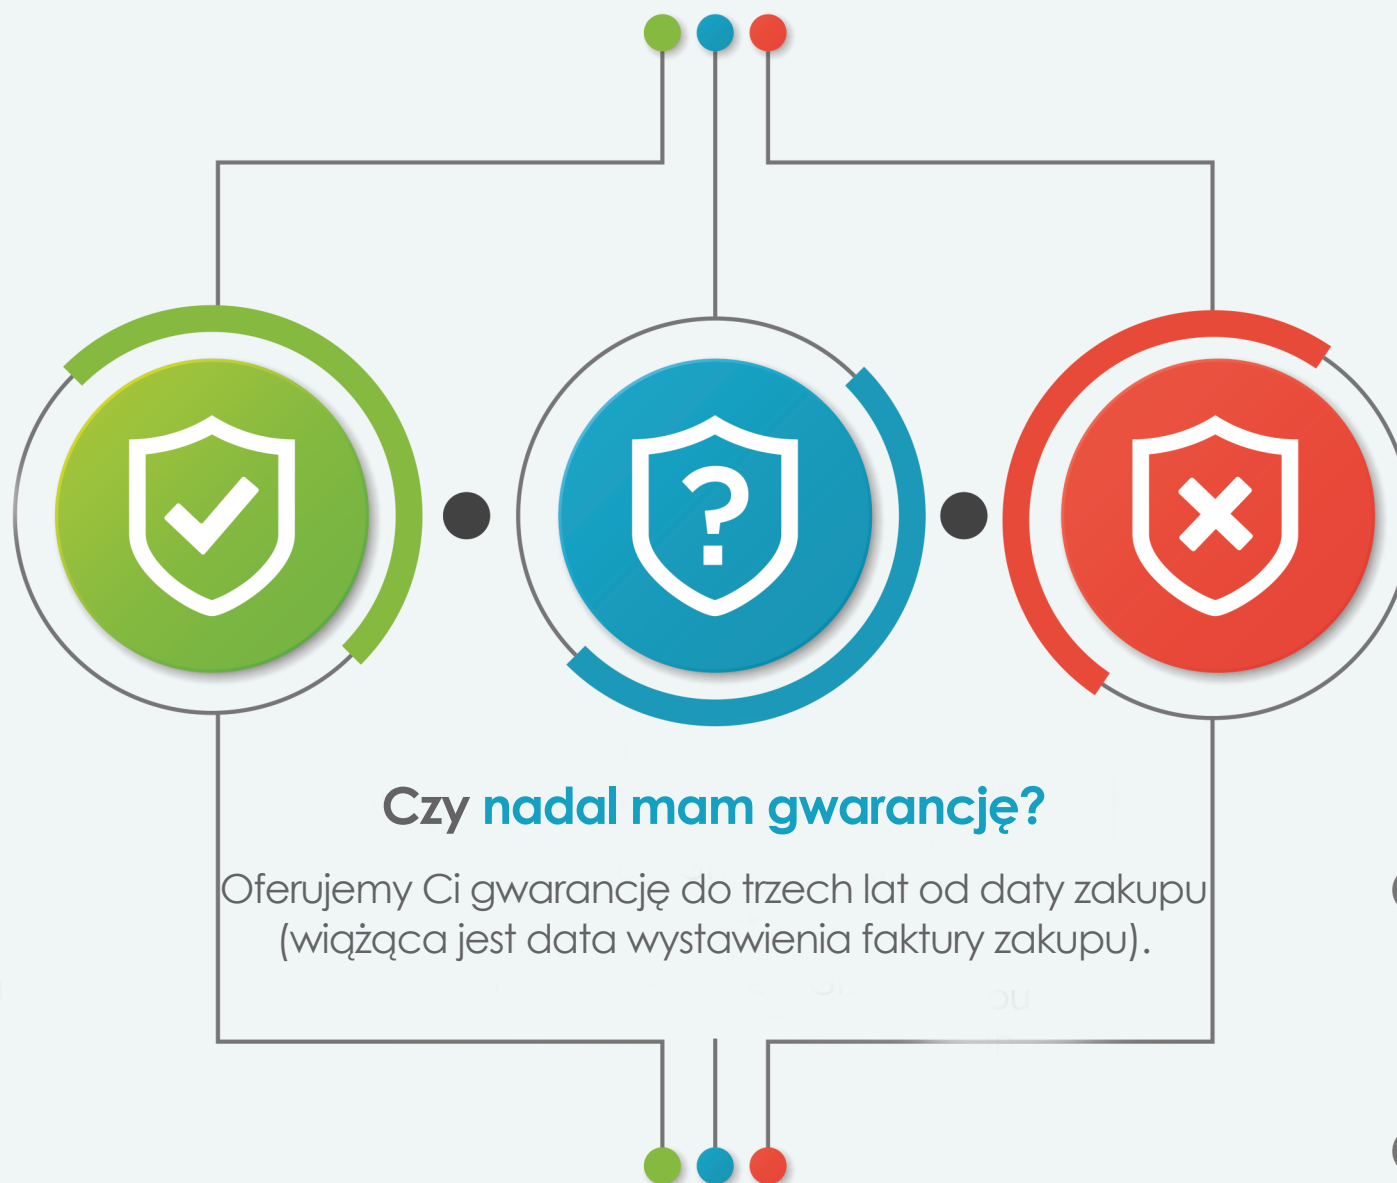 Czy nadal mam gwarancję?
Oferujemy Ci gwarancję do trzech lat od daty zakupu
(wiążąca jest data wystawienia faktury zakupu).